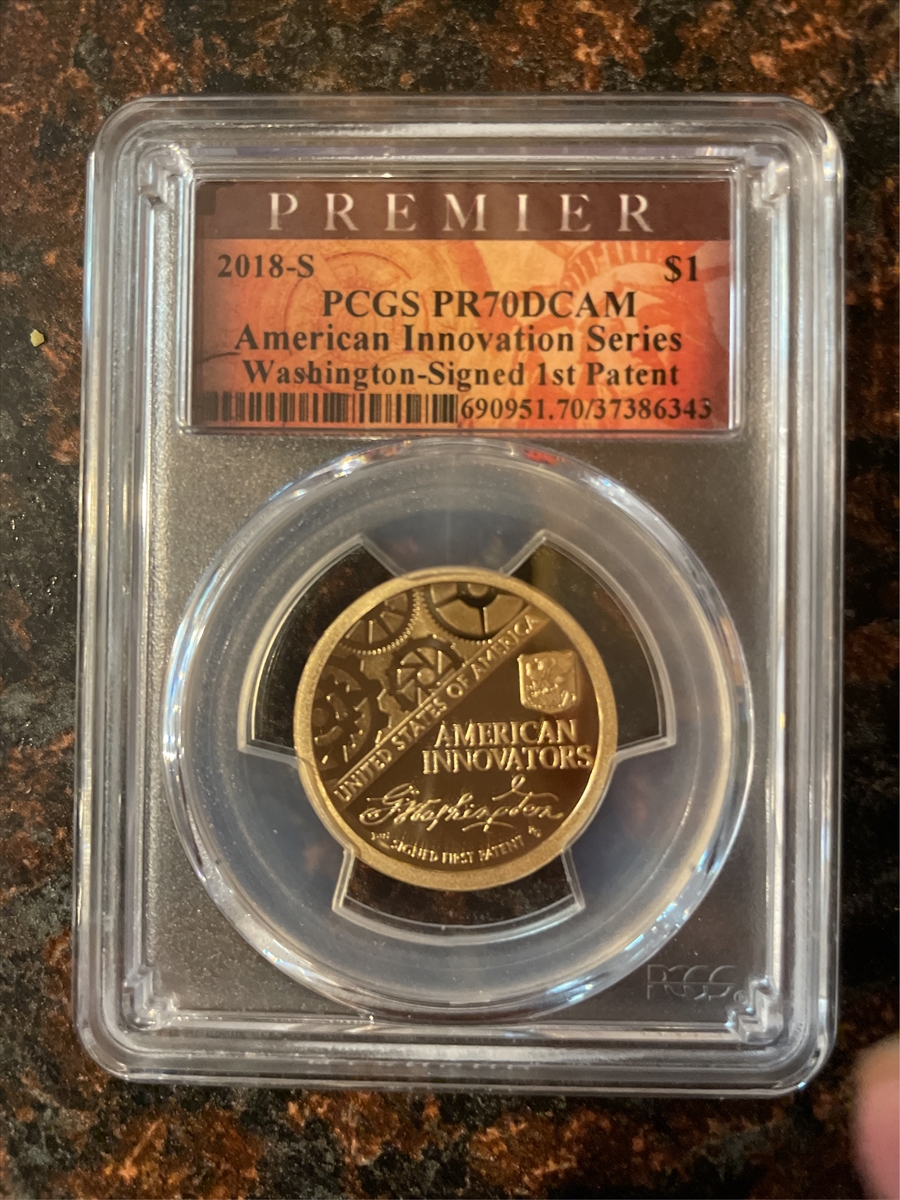 PREMIER
2018-S $1
PCGS PR70DCAM
American Innovation Series
Washington-Signed 1st Patent
690951.70/37386343
UNITED STATES OF AMERICA
AMERICAN
INNOVATORS
G Washington
SIGNED FIRST PATENT
PCGS